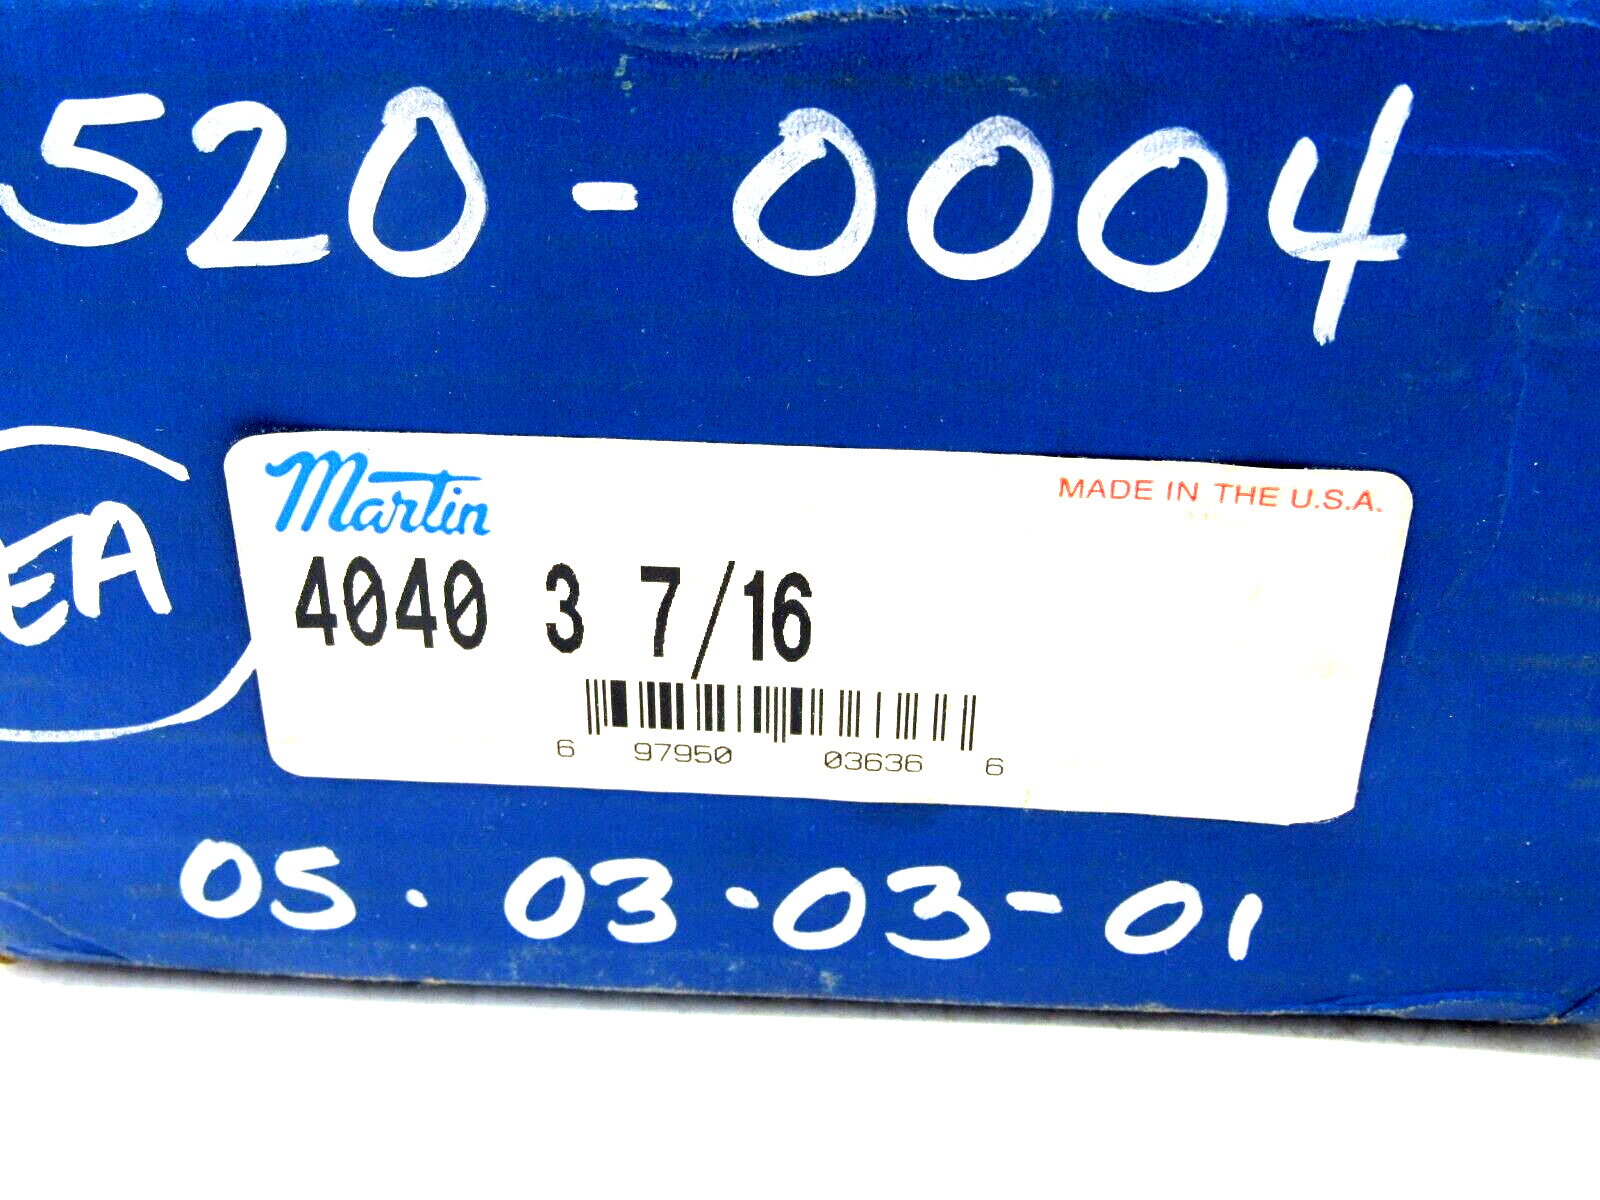 520-0004
EA
Martin
MADE IN THE U.S.A.
4040 3 7/16
6 97950 03636 6
05.03-03-01